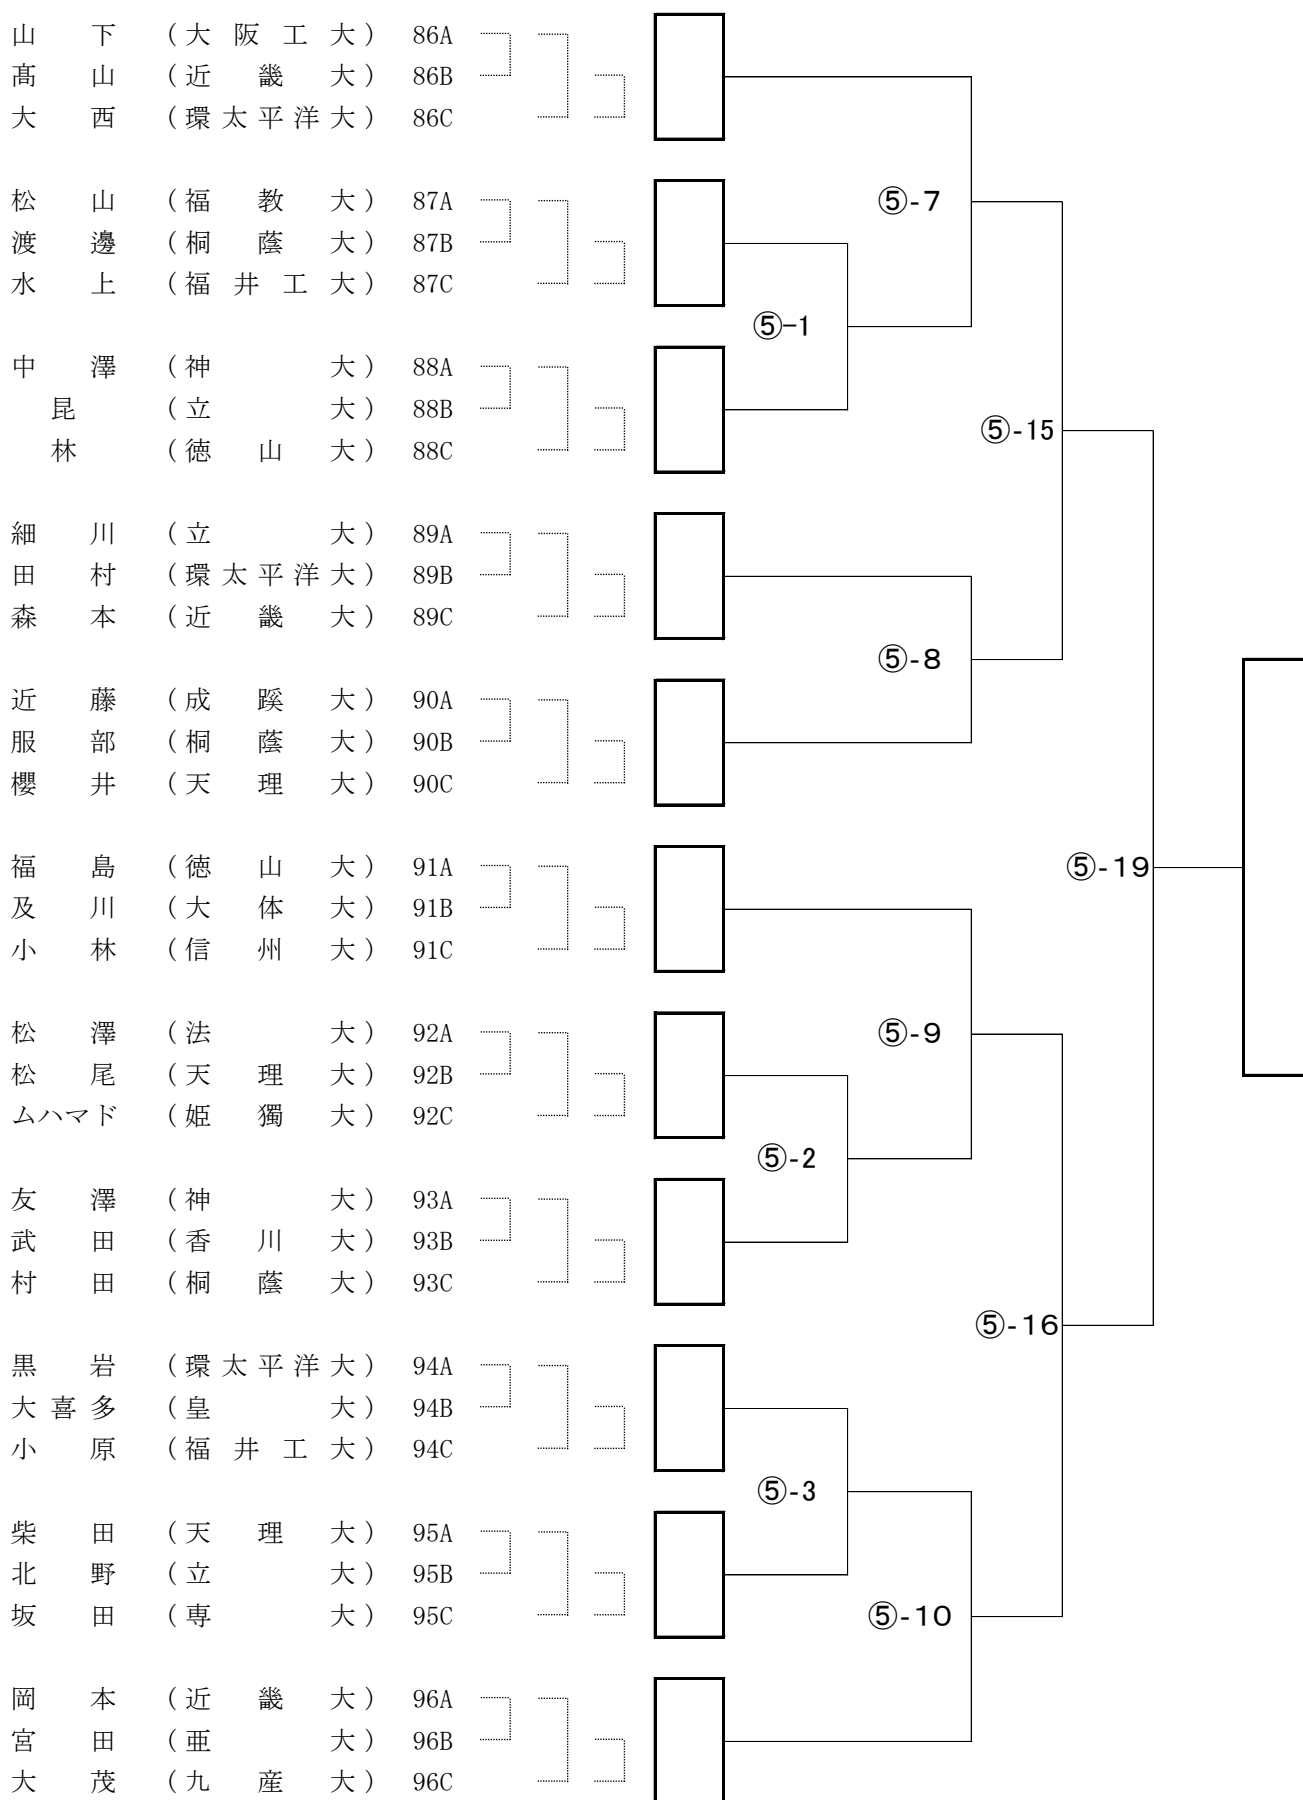 山下 (大阪工大) 86A
髙山 (近畿大) 86B
大西 (環太平洋大) 86C
松山 (福教大) 87A
⑤-7
渡邊 (桐蔭大) 87B
水上 (福井工大) 87C
⑤-1
中澤 (神大) 88A
昆 (立大) 88B
⑤-15
林 (徳山大) 88C
細川 (立大) 89A
田村 (環太平洋大) 89B
森本 (近畿大) 89C
⑤-8
近藤 (成蹊大) 90A
服部 (桐蔭大) 90B
櫻井 (天理大) 90C
福島 (徳山大) 91A
⑤-19
及川 (大体大) 91B
小林 (信州大) 91C
松澤 (法大) 92A
⑤-9
松尾 (天理大) 92B
ムハマド (姫獨大) 92C
⑤-2
友澤 (神大) 93A
武田 (香川大) 93B
村田 (桐蔭大) 93C
⑤-16
黒岩 (環太平洋大) 94A
大喜多 (皇大) 94B
小原 (福井工大) 94C
⑤-3
柴田 (天理大) 95A
北野 (立大) 95B
坂田 (専大) 95C
⑤-10
岡本 (近畿大) 96A
宮田 (亜大) 96B
大茂 (九産大) 96C